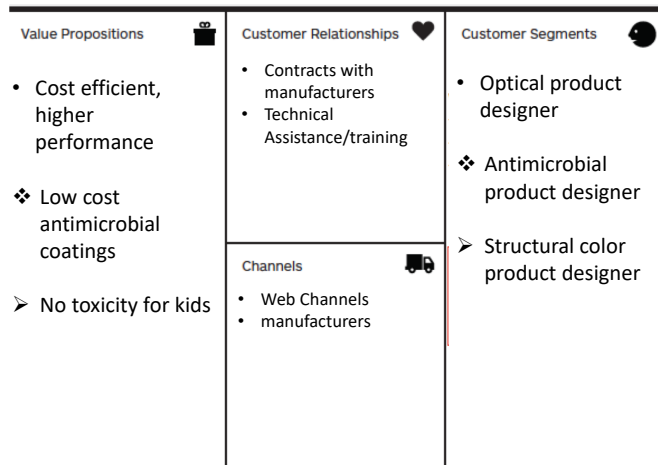 Value Propositions
• Cost efficient,
higher
performance
❖ Low cost
antimicrobial
coatings
➢ No toxicity for kids
Customer Relationships
• Contracts with
manufacturers
• Technical
Assistance/training
Channels
• Web Channels
• manufacturers
Customer Segments
• Optical product
designer
❖ Antimicrobial
product designer
➢ Structural color
product designer